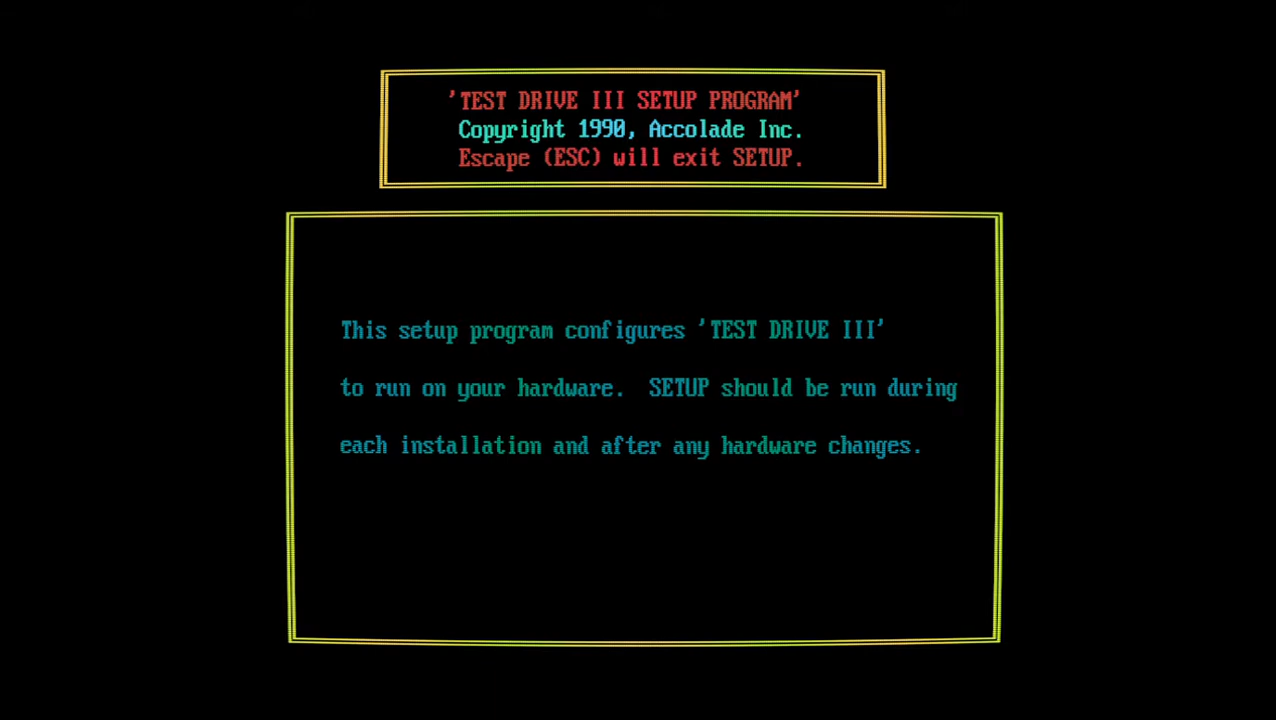 'TEST DRIVE III SETUP PROGRAM'
Copyright 1990, Accolade Inc.
Escape (ESC) will exit SETUP.
This setup program configures 'TEST DRIVE III'
to run on your hardware.  SETUP should be run during
each installation and after any hardware changes.